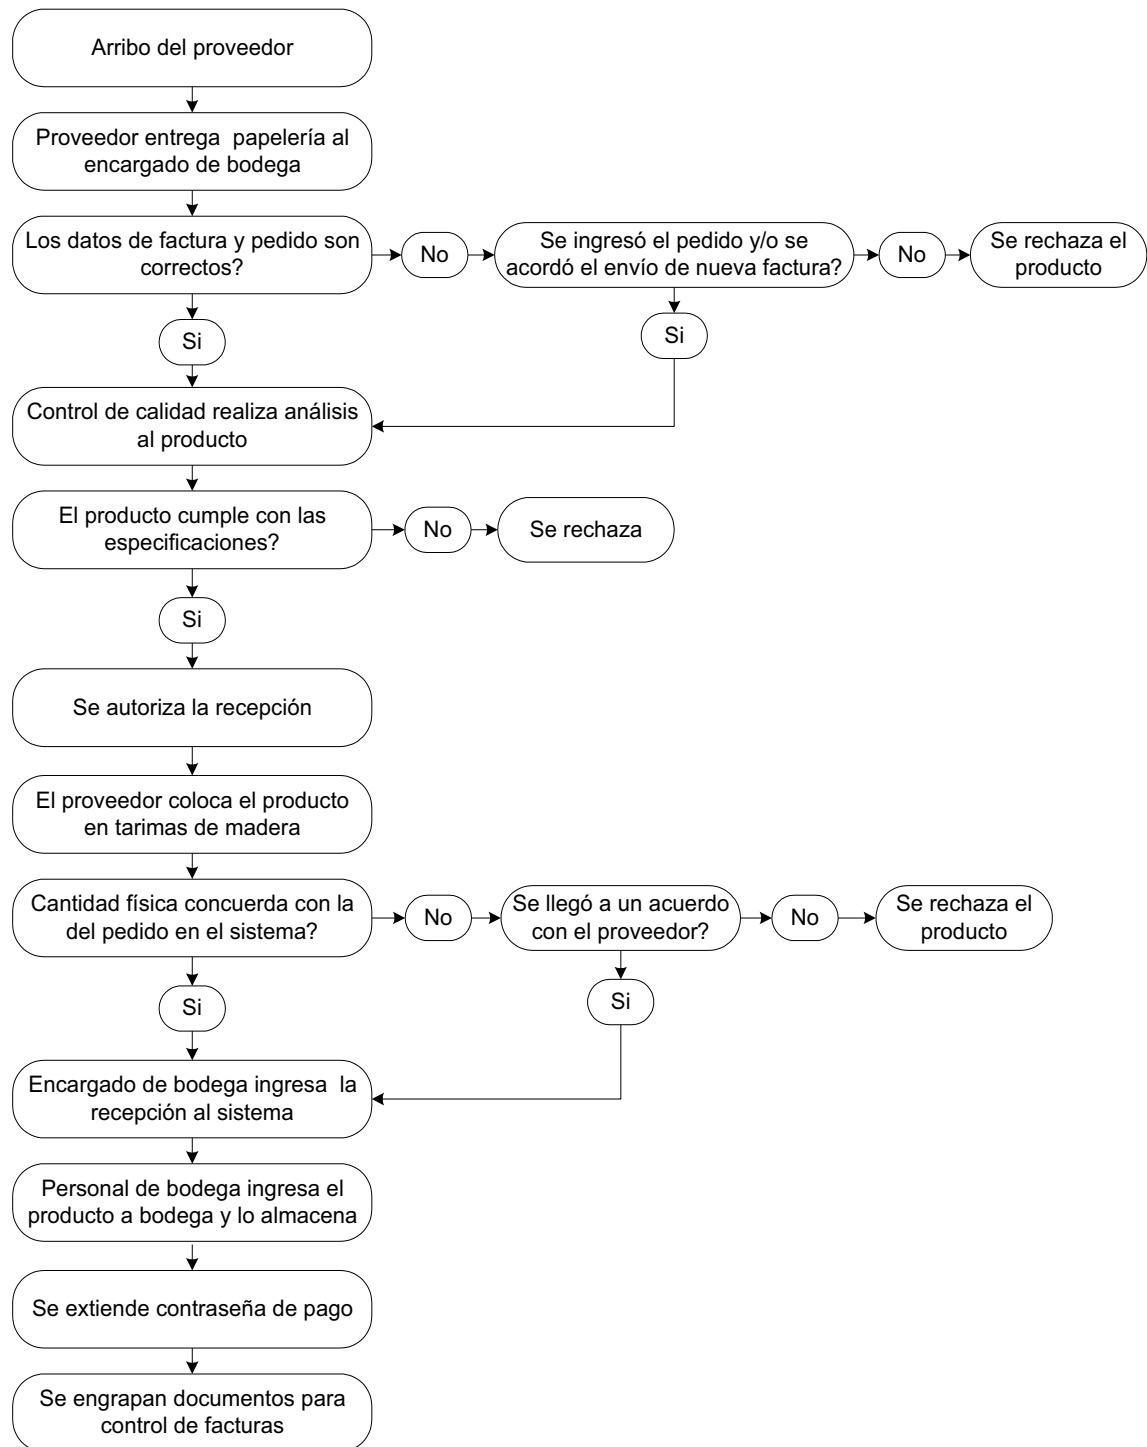 Arribo del proveedor
Proveedor entrega papelería al
encargado de bodega
Los datos de factura y pedido son
correctos?
No
Se ingresó el pedido y/o se
acordó el envío de nueva factura?
No
Se rechaza el
producto
Si
Si
Control de calidad realiza análisis
al producto
El producto cumple con las
especificaciones?
No
Se rechaza
Si
Se autoriza la recepción
El proveedor coloca el producto
en tarimas de madera
Cantidad física concuerda con la
del pedido en el sistema?
No
Se llegó a un acuerdo
con el proveedor?
No
Se rechaza el
producto
Si
Si
Encargado de bodega ingresa la
recepción al sistema
Personal de bodega ingresa el
producto a bodega y lo almacena
Se extiende contraseña de pago
Se engrapan documentos para
control de facturas